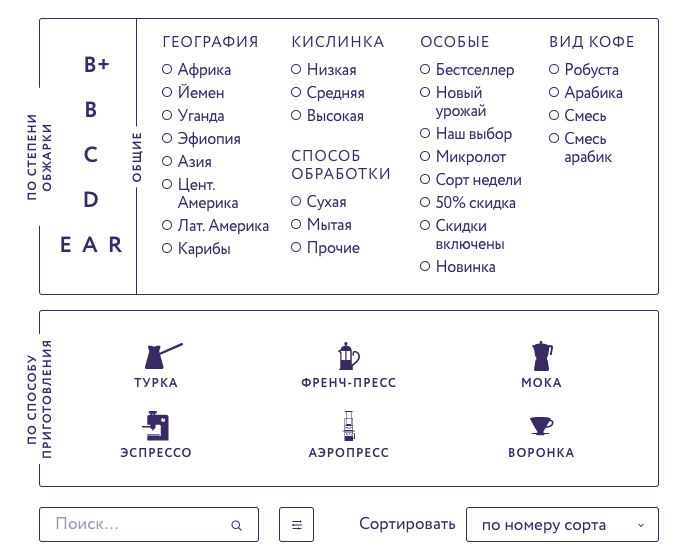 ПО СТЕПЕНИ
ОБЖАРКИ
B+
B
C
D
E A R
ОБЩИЕ
ГЕОГРАФИЯ
Африка
Йемен
Уганда
Эфиопия
Азия
Цент.
Америка
Лат. Америка
Карибы
КИСЛИНКА
Низкая
Средняя
Высокая
СПОСОБ
ОБРАБОТКИ
Сухая
Мытая
Прочие
ОСОБЫЕ
Бестселлер
Новый
урожай
Наш выбор
Микролот
Сорт недели
50% скидка
Скидки
включены
Новинка
ВИД КОФЕ
Робуста
Арабика
Смесь
Смесь
арабик
ПО СПОСОБУ
ПРИГОТОВЛЕНИЯ
ТУРКА
ФРЕНЧ-ПРЕСС
МОКА
ЭСПРЕССО
АЭРОПРЕСС
ВОРОНКА
Поиск...
Сортировать
по номеру сорта